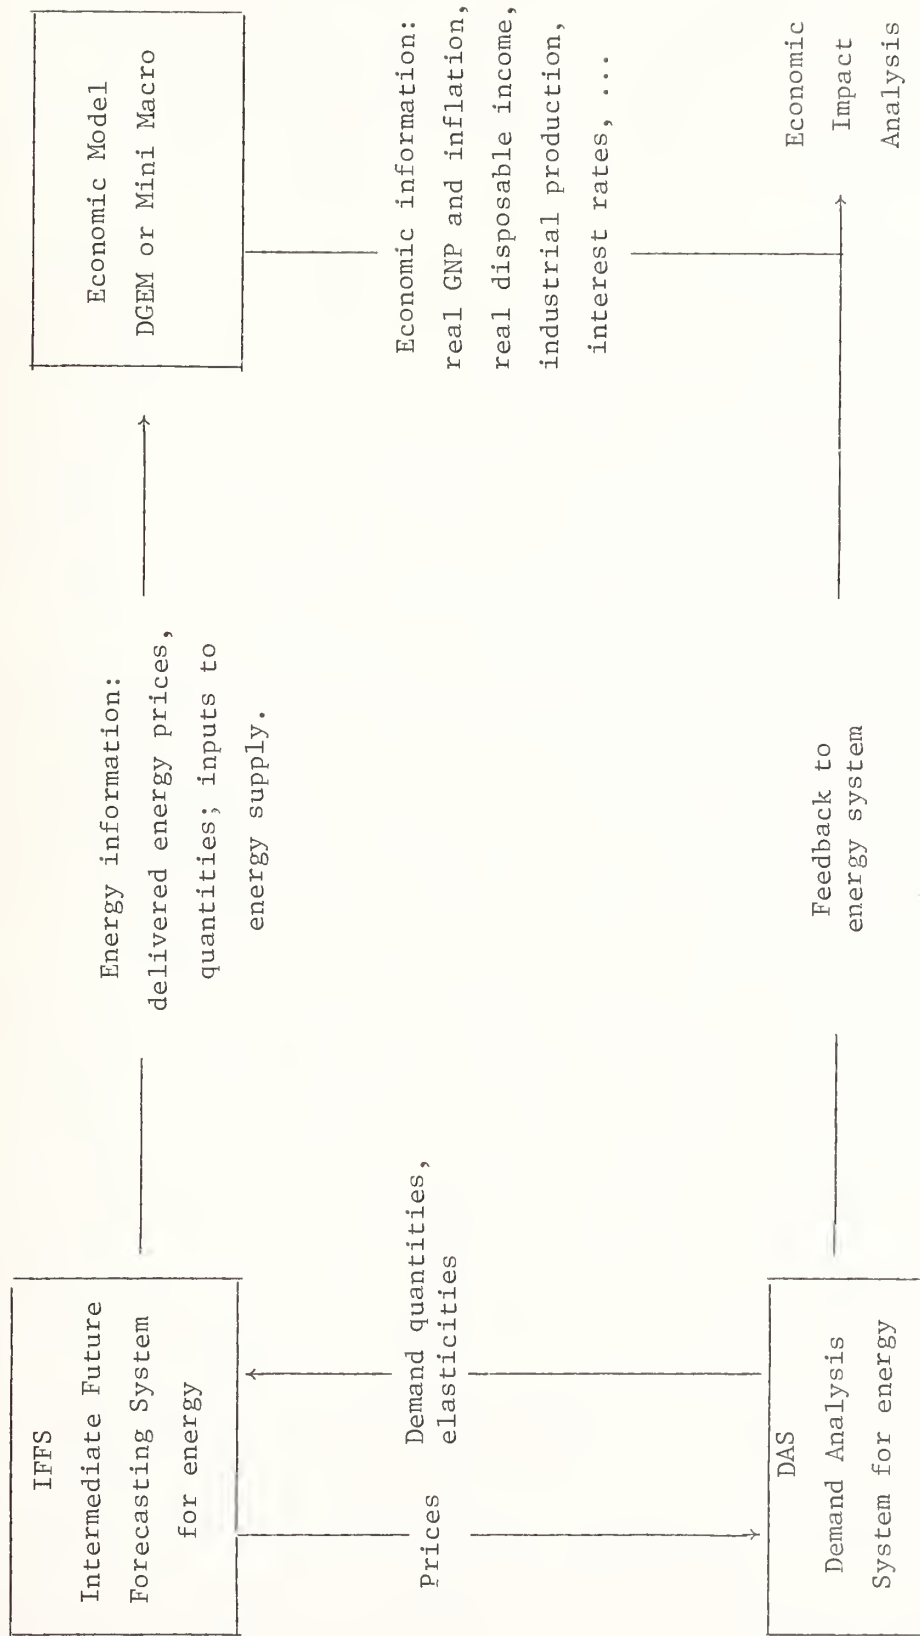 IFFS
Intermediate Future
Forecasting System
for energy
Energy information:
delivered energy prices,
quantities; inputs to
energy supply.
Economic Model
DGEM or Mini Macro
Prices
Demand quantities,
elasticities
Economic information:
real GNP and inflation,
real disposable income,
industrial production,
interest rates, ...
DAS
Demand Analysis
System for energy
Feedback to
energy system
Economic
Impact
Analysis